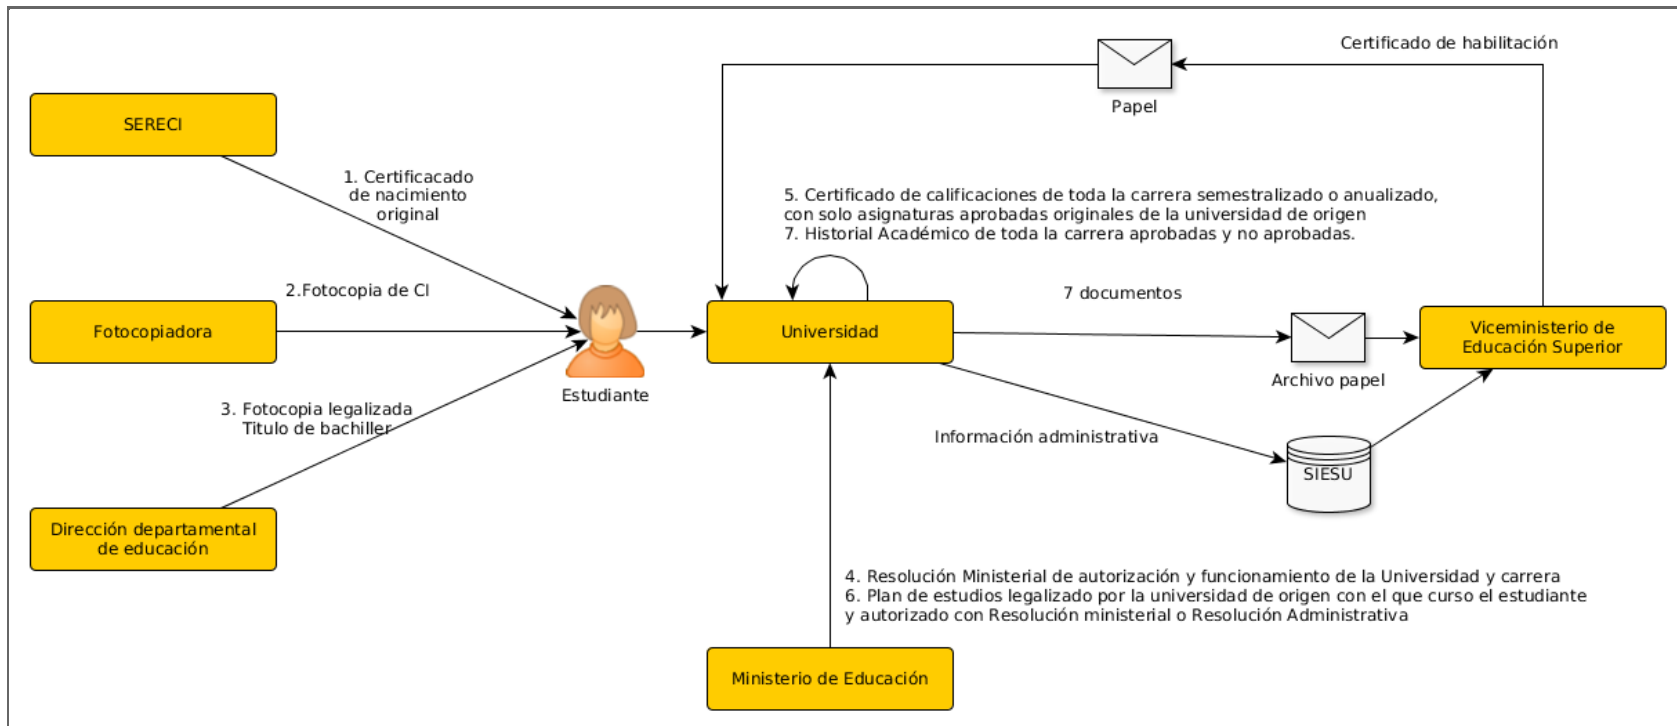 Certificado de habilitación
Papel
SERECI
1. Certificacado
de nacimiento
original
5. Certificado de calificaciones de toda la carrera semestralizado o anualizado,
con solo asignaturas aprobadas originales de la universidad de origen
7. Historial Académico de toda la carrera aprobadas y no aprobadas.
2.Fotocopia de CI
7 documentos
Fotocopiadora
Universidad
Viceministerio de
Educación Superior
Estudiante
Archivo papel
3. Fotocopia legalizada
Titulo de bachiller
Información administrativa
SIESU
Dirección departamental
de educación
4. Resolución Ministerial de autorización y funcionamiento de la Universidad y carrera
6. Plan de estudios legalizado por la universidad de origen con el que curso el estudiante
y autorizado con Resolución ministerial o Resolución Administrativa
Ministerio de Educación